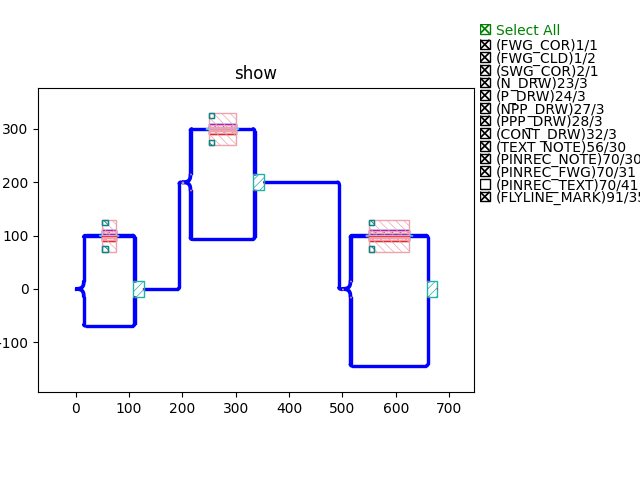 show
Select All
(FWG_COR)1/1
(FWG_CLD)1/2
(SWG_COR)2/1
(N_DRW)23/3
(P_DRW)24/3
(NPP_DRW)27/3
(PPP_DRW)28/3
(CONT_DRW)32/3
(TEXT_NOTE)56/30
(PINREC_NOTE)70/30
(PINREC_FWG)70/31
(PINREC_TEXT)70/41
(FLYLINE_MARK)91/35
300
200
100
0
-100
0 100 200 300 400 500 600 700